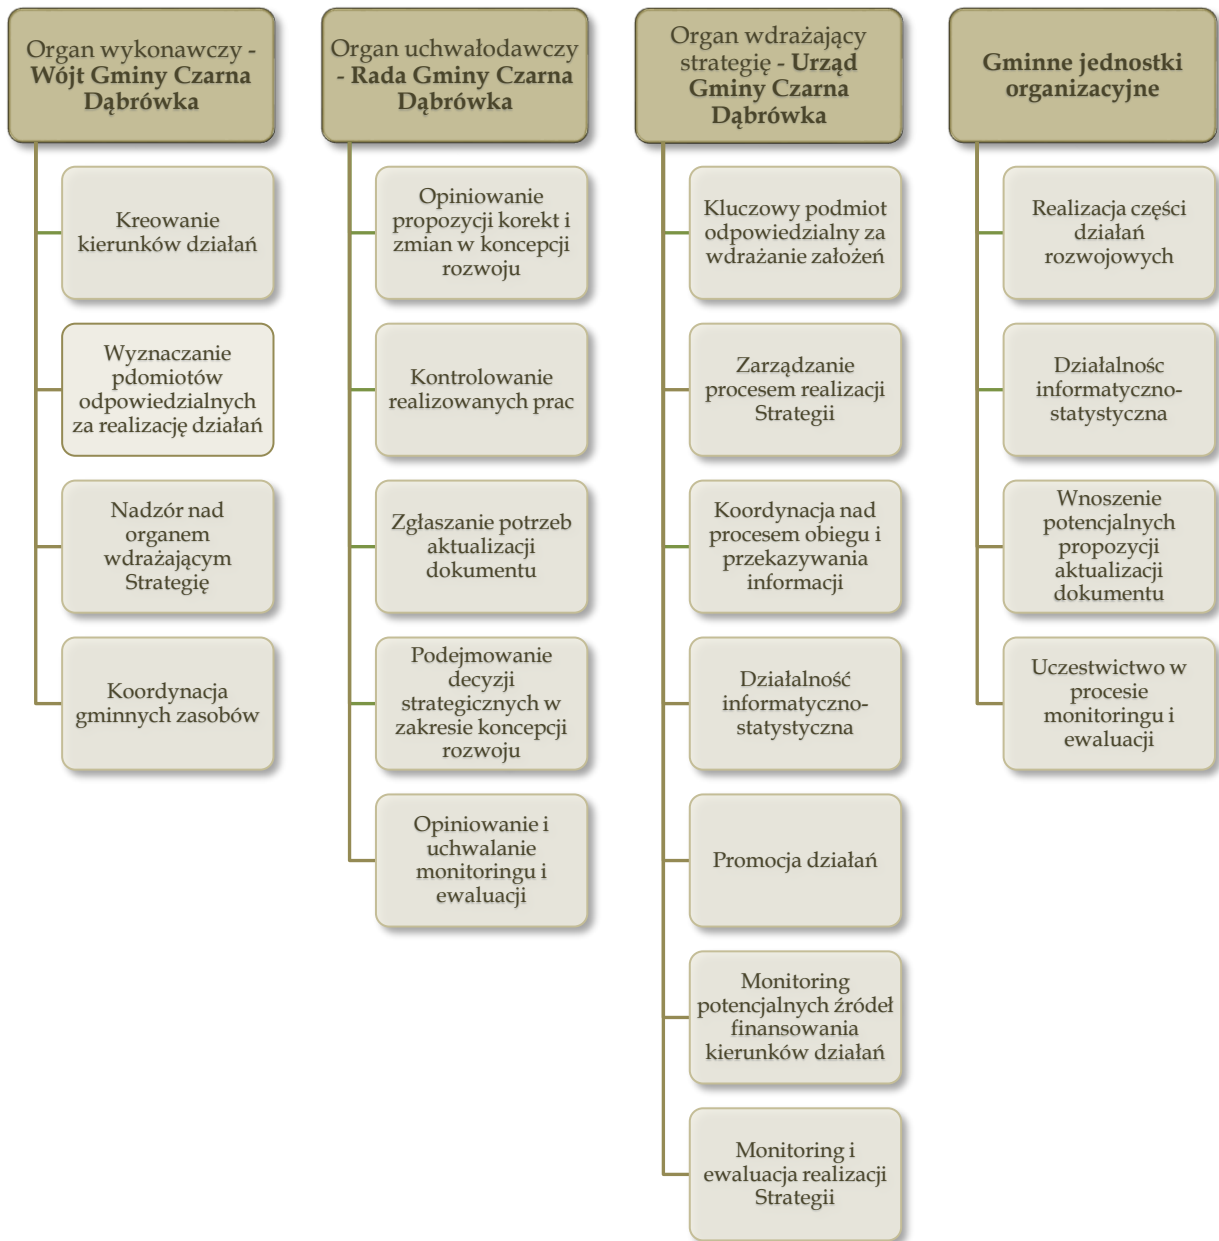 Organ wykonawczy -
Wójt Gminy Czarna
Dąbrówka
Kreowanie
kierunków działań
Wyznaczanie
pdomiotów
odpowiedzialnych
za realizację działań
Nadzór nad
organem
wdrażającym
Strategię
Koordynacja
gminnych zasobów
Organ uchwałodawczy
- Rada Gminy Czarna
Dąbrówka
Opiniowanie
propozycji korekt i
zmian w koncepcji
rozwoju
Kontrolowanie
realizowanych prac
Zgłaszanie potrzeb
aktualizacji
dokumentu
Podejmowanie
decyzji
strategicznych w
zakresie koncepcji
rozwoju
Opiniowanie i
uchwalanie
monitoringu i
ewaluacji
Organ wdrażający
strategię - Urząd
Gminy Czarna
Dąbrówka
Kluczowy podmiot
odpowiedzialny za
wdrażanie założeń
Zarządzanie
procesem realizacji
Strategii
Koordynacja nad
procesem obiegu i
przekazywania
informacji
Działalność
informatyczno-
statystyczna
Promocja działań
Monitoring
potencjalnych źródeł
finansowania
kierunków działań
Monitoring i
ewaluacja realizacji
Strategii
Gminne jednostki
organizacyjne
Realizacja części
działań
rozwojowych
Działalnośc
informatyczno-
statystyczna
Wnoszenie
potencjalnych
propozycji
aktualizacji
dokumentu
Uczestwictwo w
procesie
monitoringu i
ewaluacji